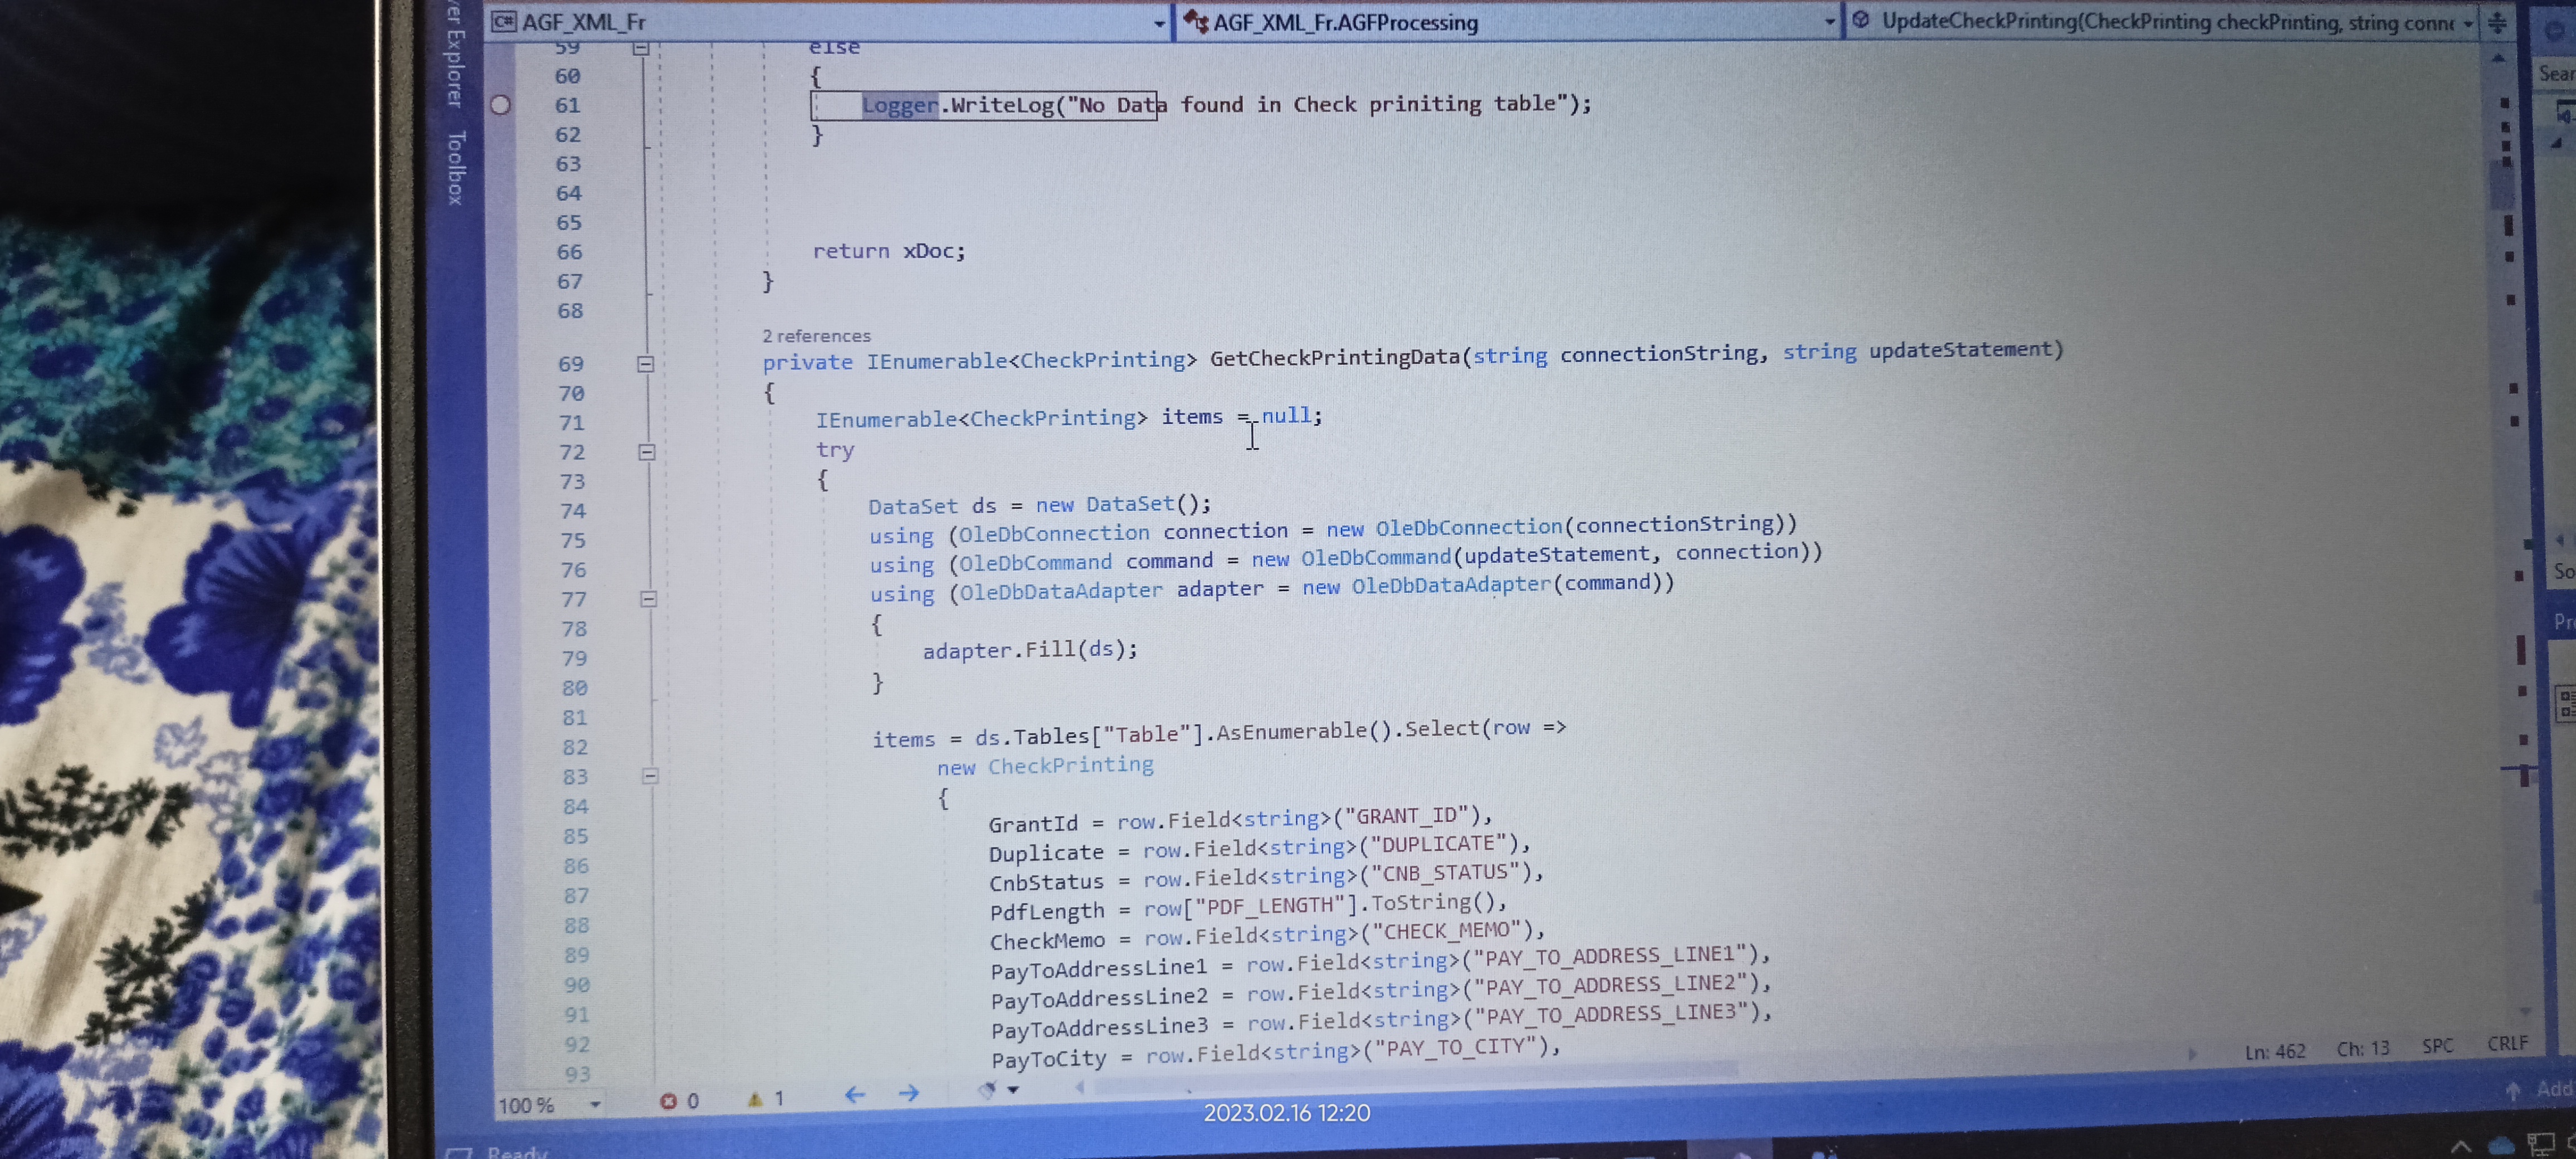 AGF_XML_Fr
AGF_XML_Fr.AGFProcessing
UpdateCheckPrinting(CheckPrinting checkPrinting, string conn
Explorer
Toolbox
Sear
59 else
60 {
61 Logger.WriteLog("No Data found in Check priniting table");
62 }
63
64
65
66 return xDoc;
67 }
68
2 references
69 private IEnumerable<CheckPrinting> GetCheckPrintingData(string connectionString, string updateStatement)
70 {
71 IEnumerable<CheckPrinting> items = null;
72 try
73 {
74 DataSet ds = new DataSet();
75 using (OleDbConnection connection = new OleDbConnection(connectionString))
76 using (OleDbCommand command = new OleDbCommand(updateStatement, connection))
77 using (OleDbDataAdapter adapter = new OleDbDataAdapter(command))
78 {
79 adapter.Fill(ds);
80 }
81
82 items = ds.Tables["Table"].AsEnumerable().Select(row =>
83 new CheckPrinting
84 {
85 GrantId = row.Field<string>("GRANT_ID"),
86 Duplicate = row.Field<string>("DUPLICATE"),
87 CnbStatus = row.Field<string>("CNB_STATUS"),
88 PdfLength = row["PDF_LENGTH"].ToString(),
89 CheckMemo = row.Field<string>("CHECK_MEMO"),
90 PayToAddressLine1 = row.Field<string>("PAY_TO_ADDRESS_LINE1"),
91 PayToAddressLine2 = row.Field<string>("PAY_TO_ADDRESS_LINE2"),
92 PayToAddressLine3 = row.Field<string>("PAY_TO_ADDRESS_LINE3"),
93 PayToCity = row.Field<string>("PAY_TO_CITY"),
So
Pr
100 %
0
1
Ln: 462 Ch: 13 SPC CRLF
Add
2023.02.16 12:20
Ready